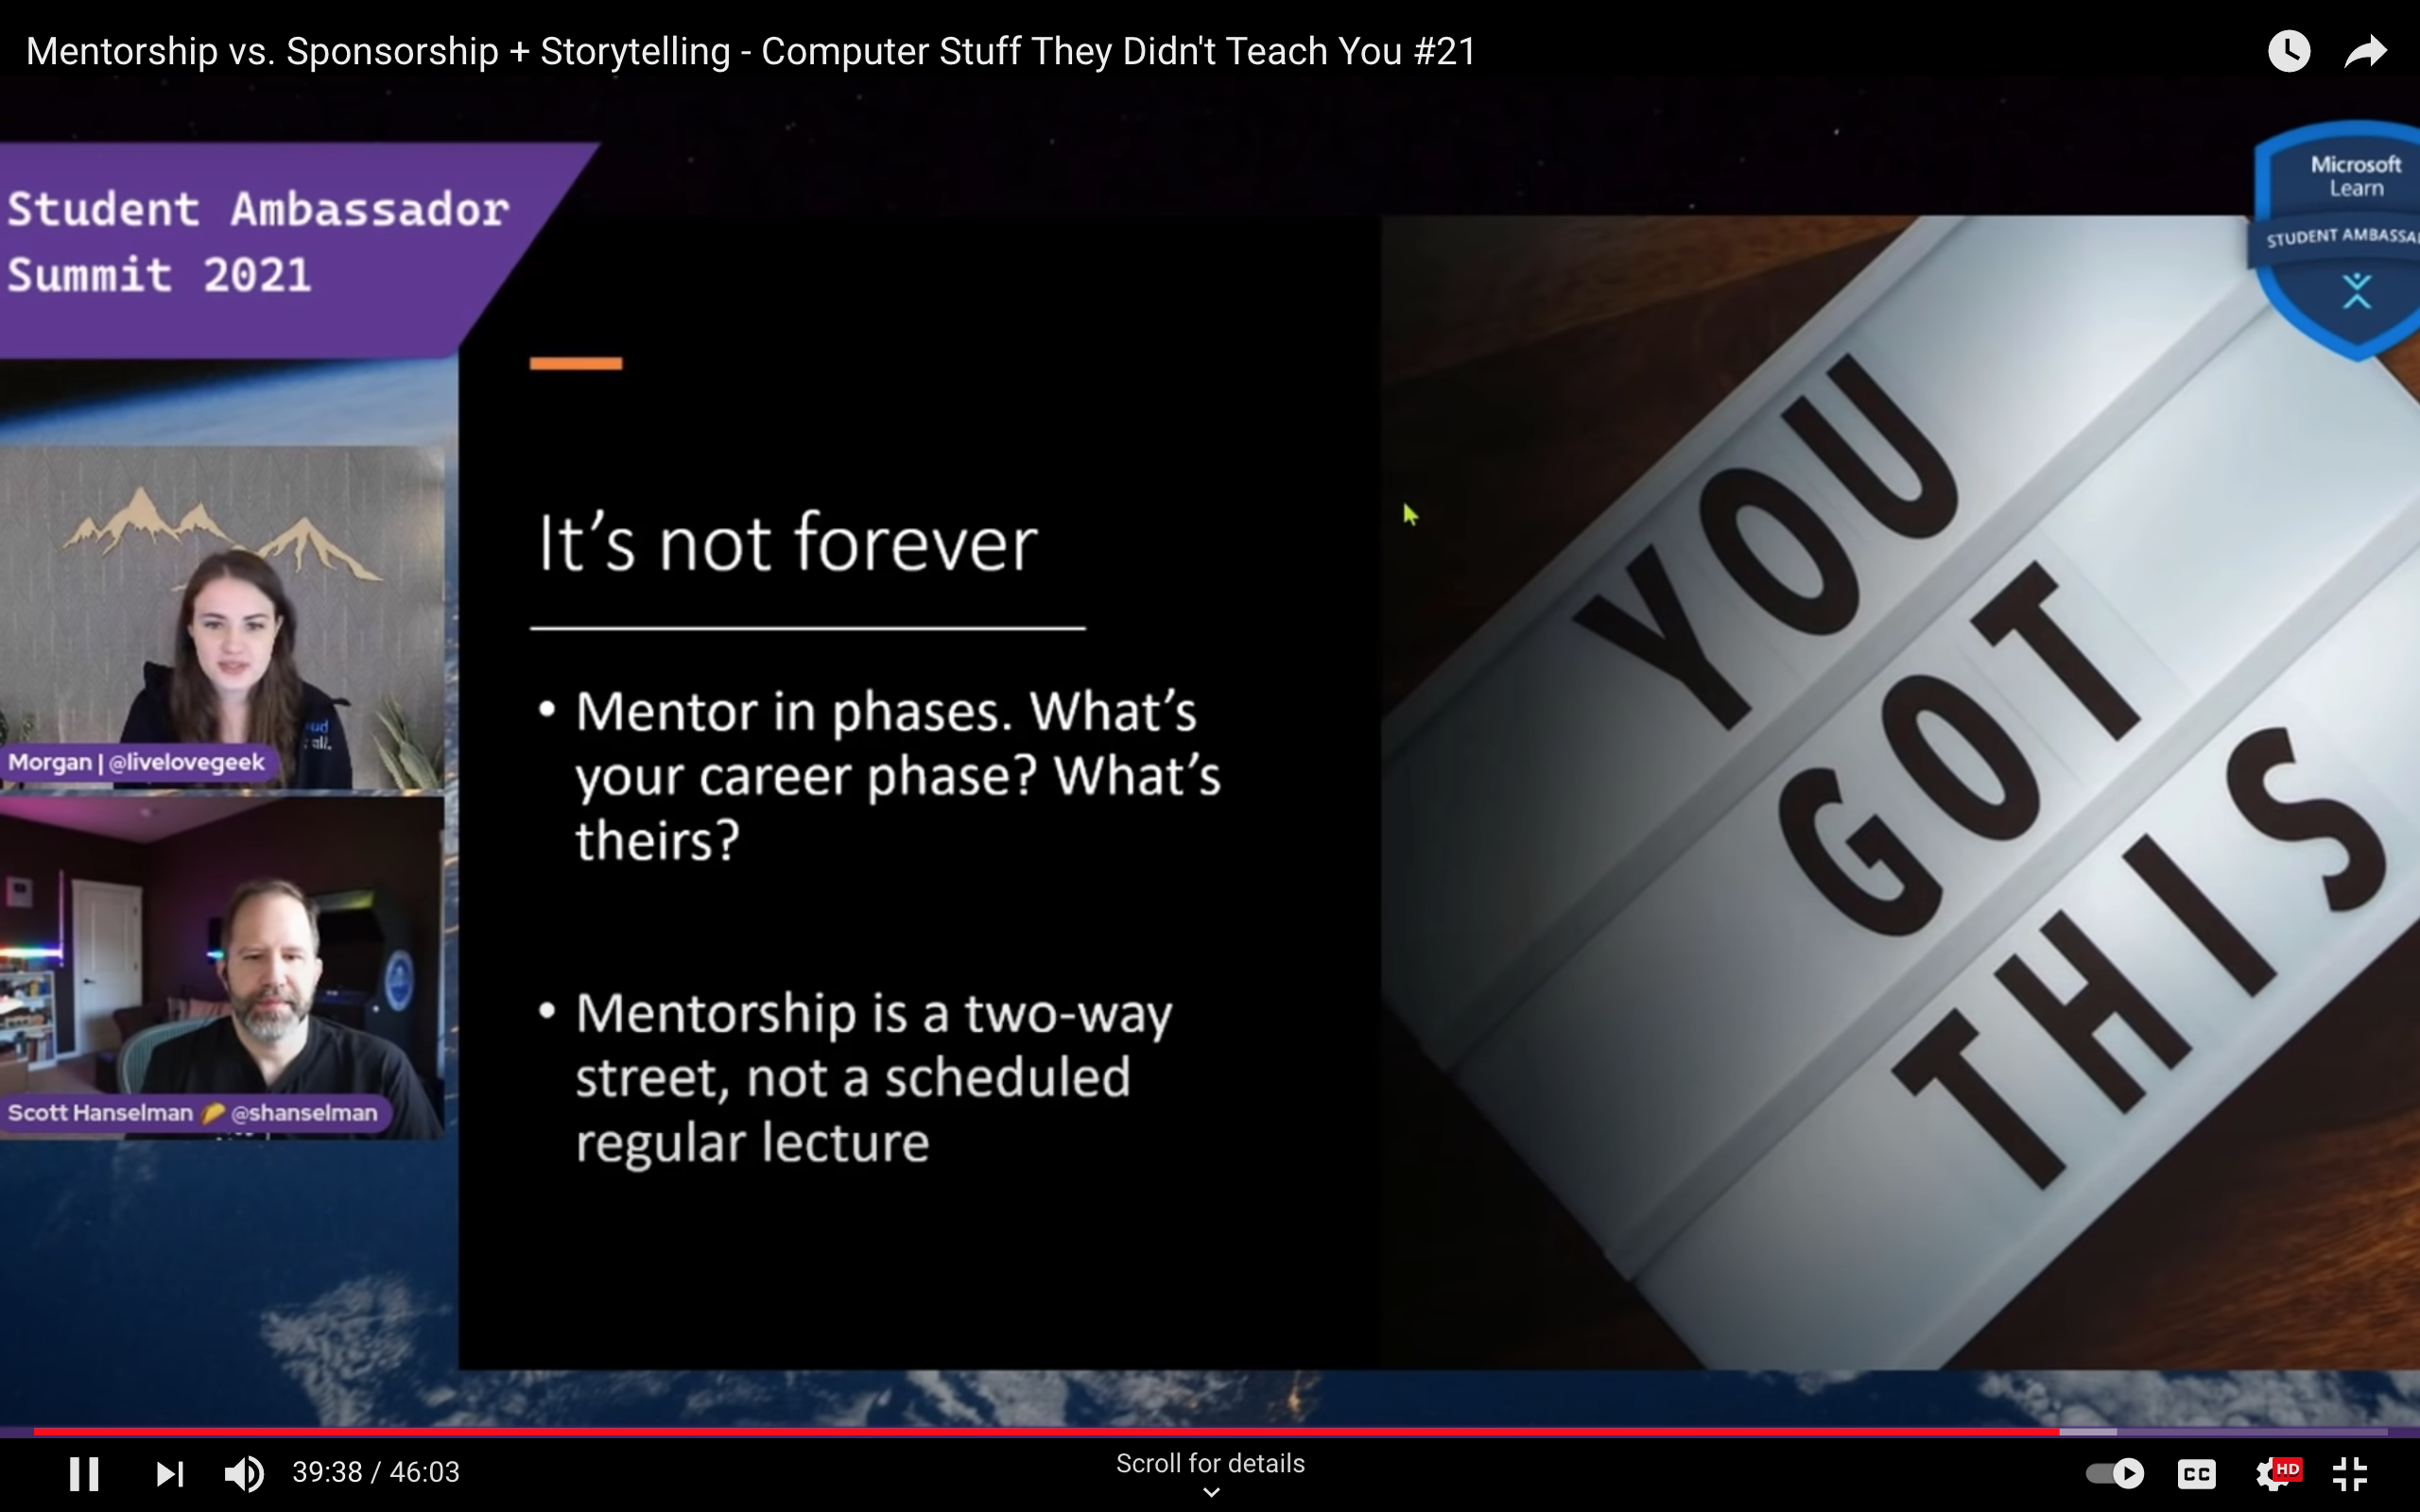 Mentorship vs. Sponsorship + Storytelling - Computer Stuff They Didn't Teach You #21
Student Ambassador
Summit 2021
Microsoft
Learn
STUDENT
It's not forever
• Mentor in phases. What's
your career phase? What's
theirs?
• Mentorship is a two-way
street, not a scheduled
regular lecture
YOU
GOT
THIS
Morgan | @livelovegeek
Scott Hanselman 🌮 @shanselman
39:38 / 46:03
Scroll for details
CC
HD